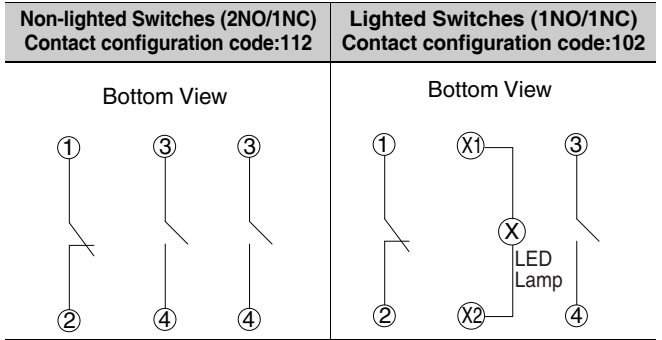 Non-lighted Switches (2NO/1NC)
Contact configuration code:112
Lighted Switches (1NO/1NC)
Contact configuration code:102
Bottom View
1 3 3
2 4 4
Bottom View
1 X1 3
X
LED
Lamp
2 X2 4